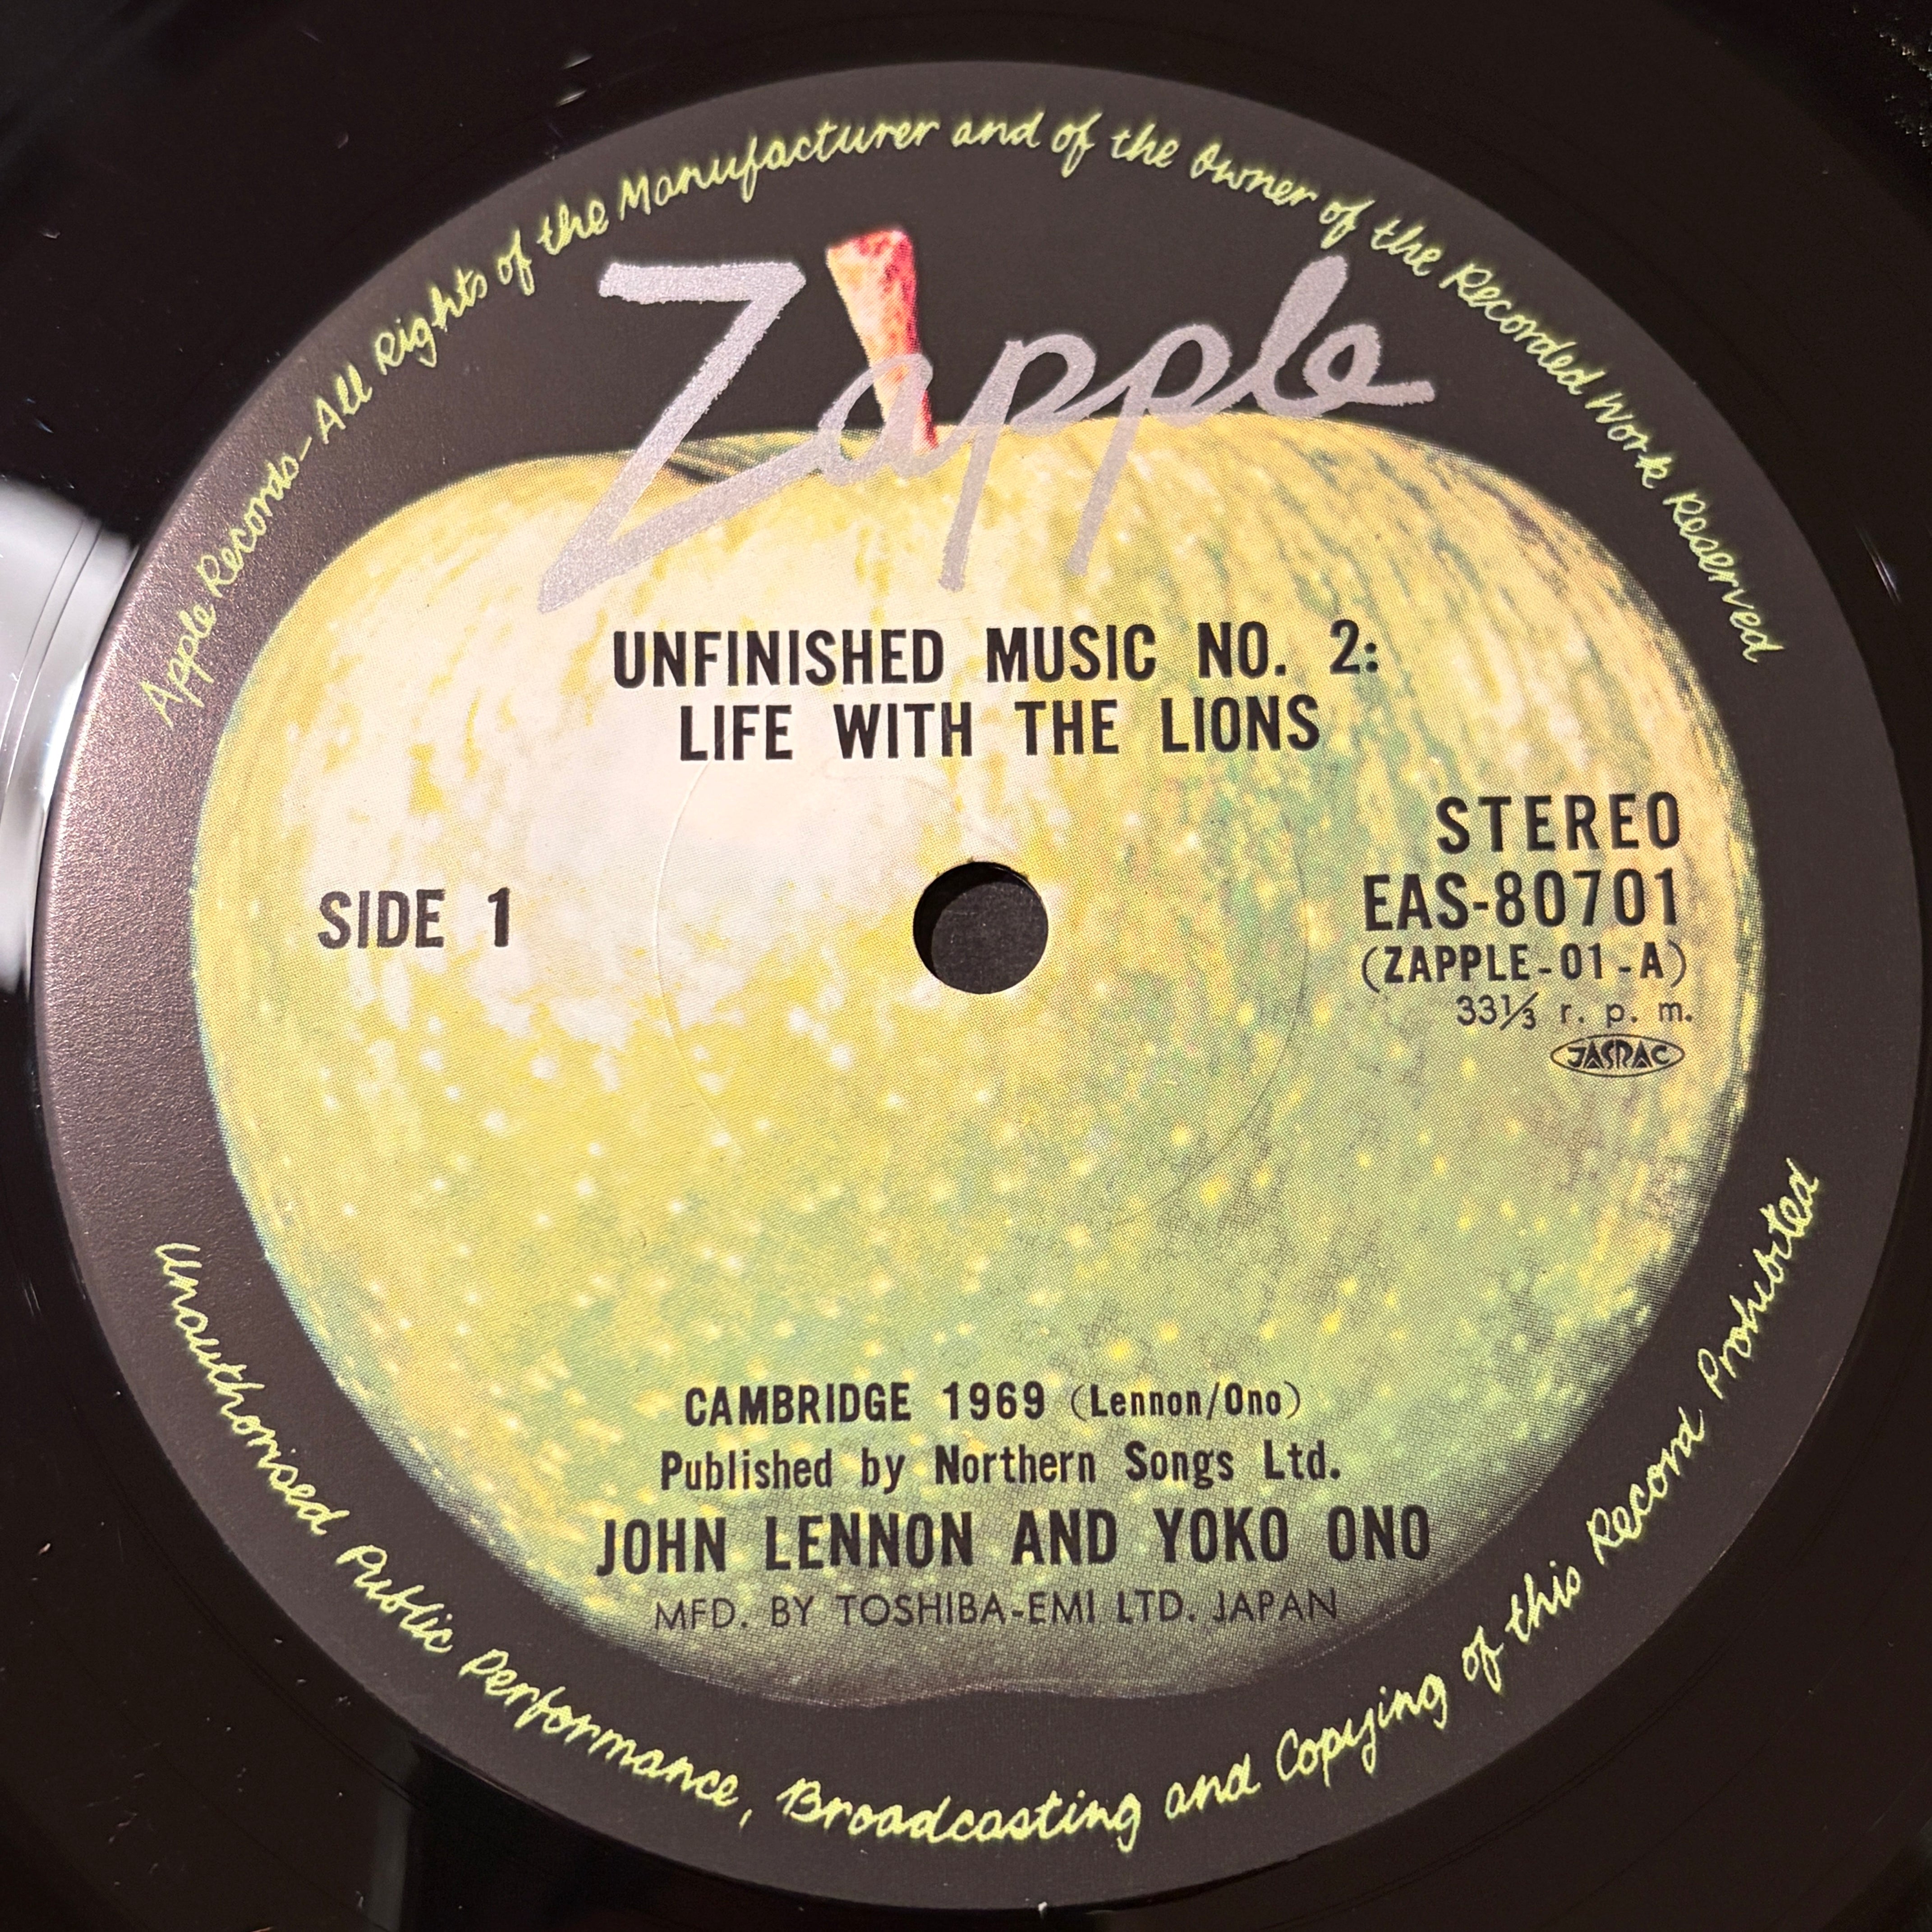 Apple Records–All Rights of the Manufacturer and of the Owner of the Recorded Work Reserved
Zapple
UNFINISHED MUSIC NO. 2:
LIFE WITH THE LIONS
STEREO
SIDE 1
EAS-80701
(ZAPPLE-01-A)
33⅓ r. p. m.
JASRAC
CAMBRIDGE 1969 (Lennon/Ono)
Published by Northern Songs Ltd.
JOHN LENNON AND YOKO ONO
MFD. BY TOSHIBA-EMI LTD. JAPAN
Unauthorised Public Performance, Broadcasting and Copying of this Record Prohibited